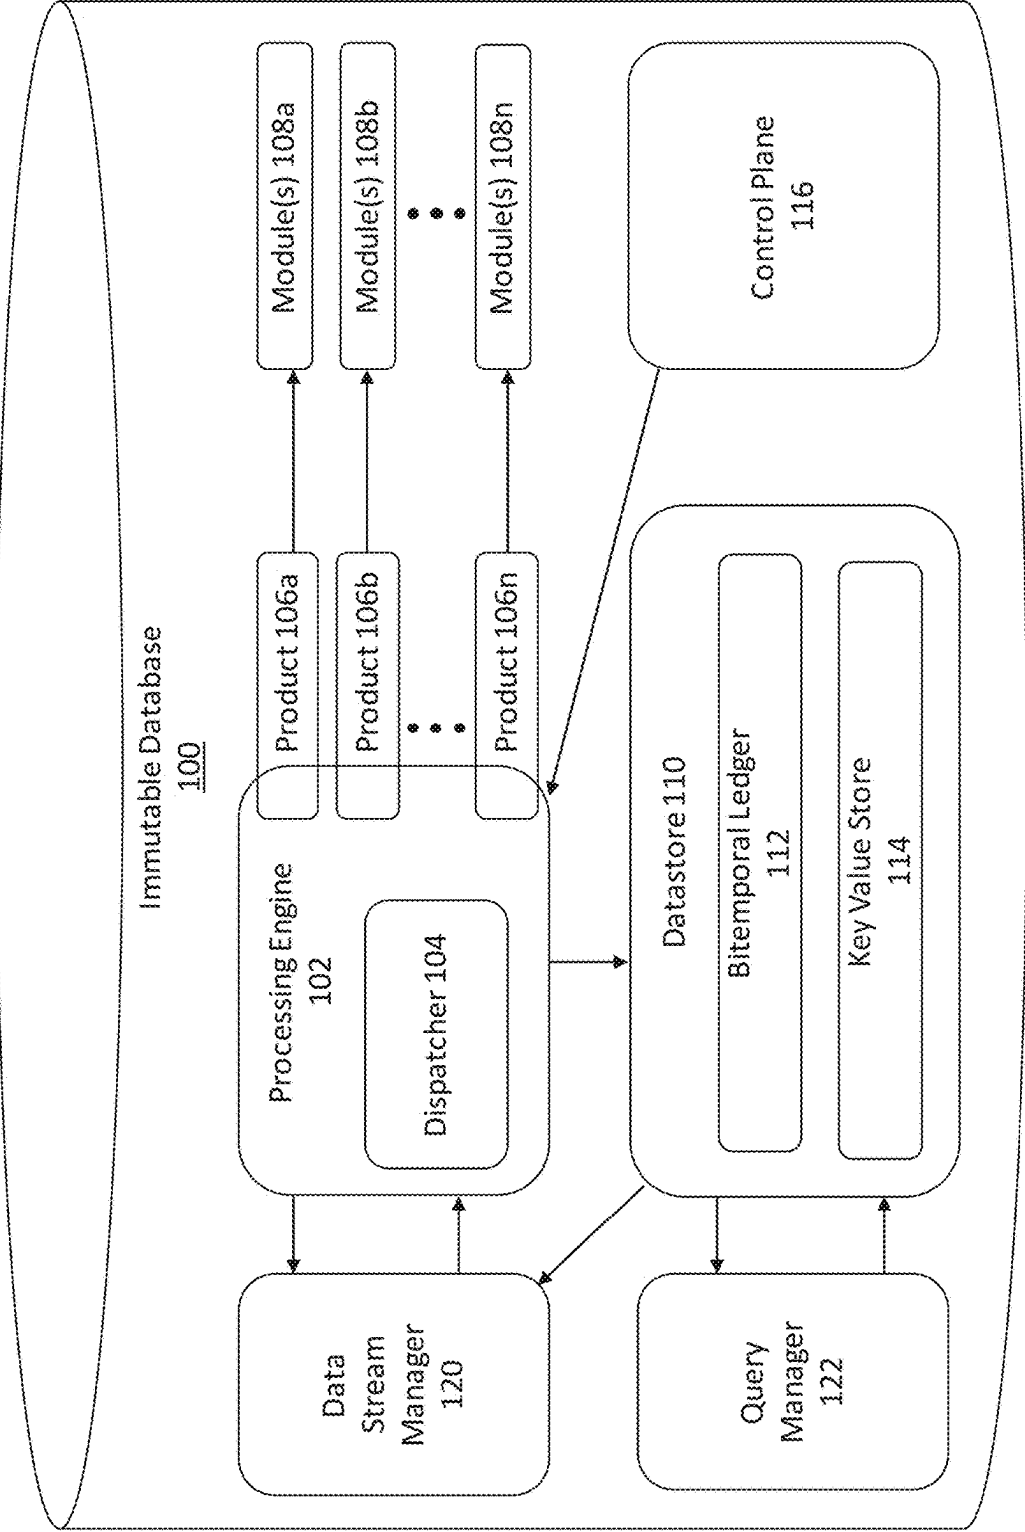 Immutable Database
100
Data
Stream
Manager
120
Processing Engine
102
Dispatcher 104
Product 106a
Product 106b
Product 106n
Module(s) 108a
Module(s) 108b
Module(s) 108n
Query
Manager
122
Datastore 110
Bitemporal Ledger
112
Key Value Store
114
Control Plane
116